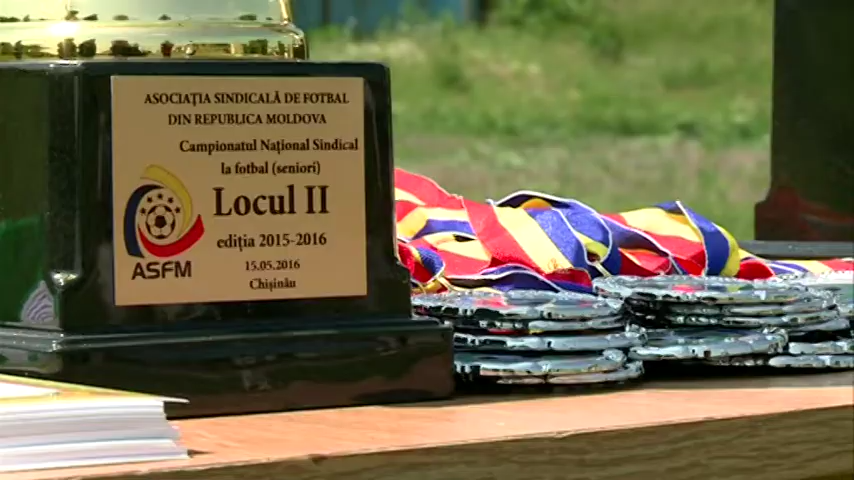 ASOCIAȚIA SINDICALĂ DE FOTBAL
DIN REPUBLICA MOLDOVA
Campionatul Național Sindical
la fotbal (seniori)
Locul II
ediția 2015-2016
15.05.2016
Chișinău
ASFM